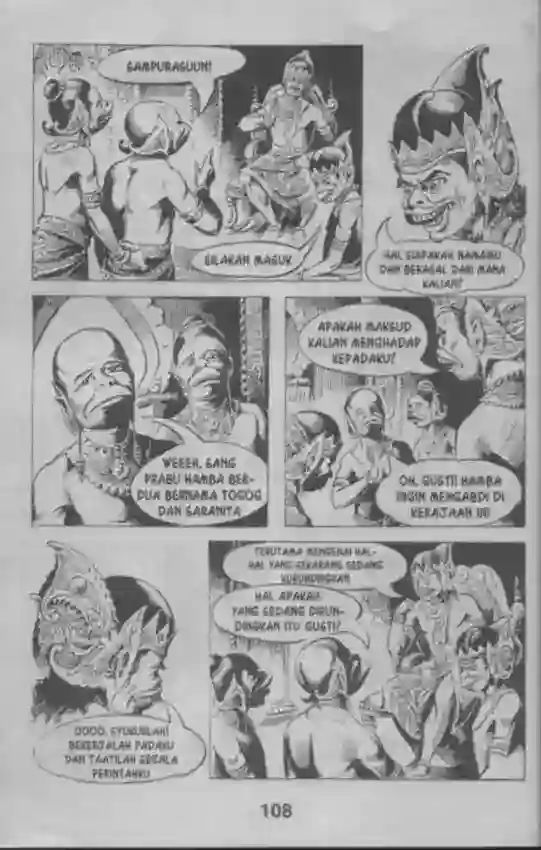 SAMPURASUUN!
SILAKAN MASUK
HAI, SIAPAKAH NAMAMU
DAN BERASAL DARI MANA
KALIAN?
WEEEH, SANG
PRABU HAMBA BER-
DUA BERNAMA TOGOG
DAN SARAWITA
APAKAH MAKSUD
KALIAN MENGHADAP
KEPADAKU?
OH, GUSTI! HAMBA
INGIN MENGABDI DI
KERAJAAN INI
OOOO, SYUKURLAH!
BEKERJALAH PADAKU
DAN TAATILAH SEGALA
PERINTAHKU
TERUTAMA MENGENAI HAL-
HAL YANG SEKARANG SEDANG
KURUNDINGKAN
HAL APAKAH
YANG SEDANG DIRUN-
DINGKAN ITU GUSTI?
108